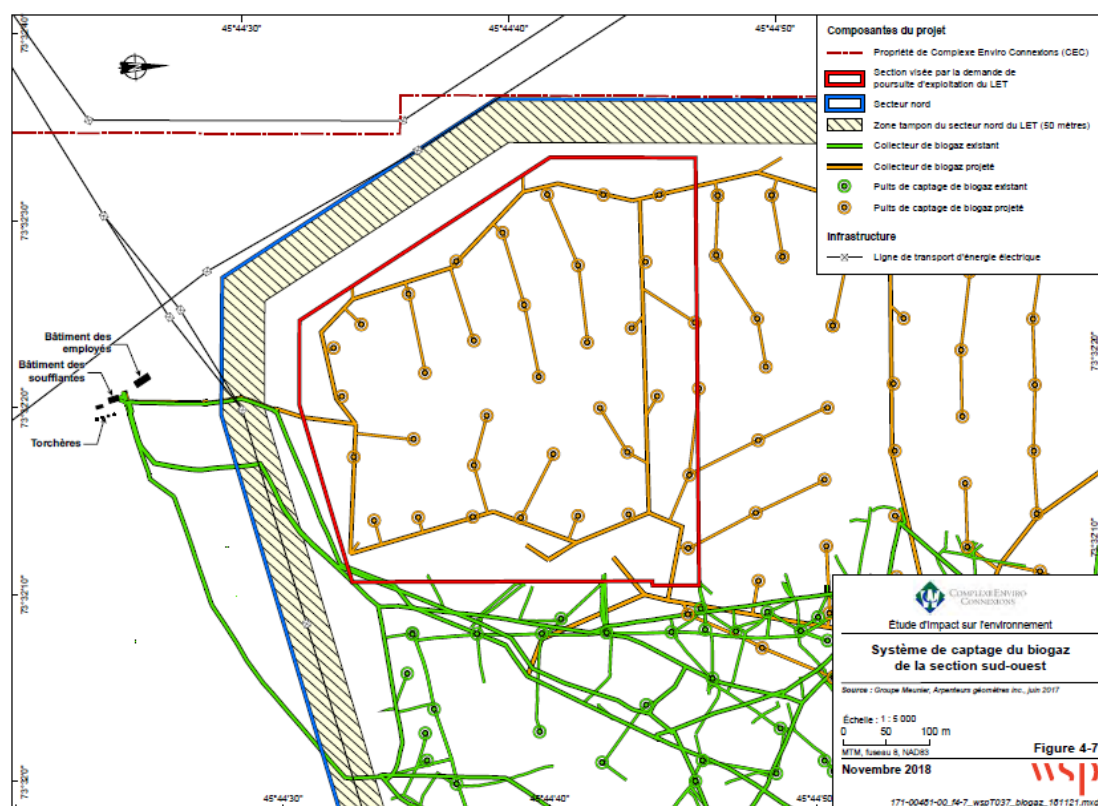 45°44'30"
45°44'40"
45°44'50"
73°32'40"
73°32'30"
73°32'20"
73°32'10"
73°32'0"
73°32'20"
73°32'10"
45°44'30"
45°44'40"
45°44'50"
Composantes du projet
Propriété de Complexe Enviro Connexions (CEC)
Section visée par la demande de
poursuite d'exploitation du LET
Secteur nord
Zone tampon du secteur nord du LET (50 mètres)
Collecteur de biogaz existant
Collecteur de biogaz projeté
Puits de captage de biogaz existant
Puits de captage de biogaz projeté
Infrastructure
Ligne de transport d'énergie électrique
Bâtiment des
employés
Bâtiment des
soufflantes
Torchères
COMPLEXE ENVIRO
CONNEXIONS
Étude d'impact sur l'environnement
Système de captage du biogaz
de la section sud-ouest
Source : Groupe Meunier, Arpenteurs géomètres inc., juin 2017
Échelle : 1 : 5 000
0 50 100 m
MTM, fuseau 8, NAD83
Figure 4-7
Novembre 2018
wsp
171-00481-00_f4-7_wspT037_biogaz_181121.mxd